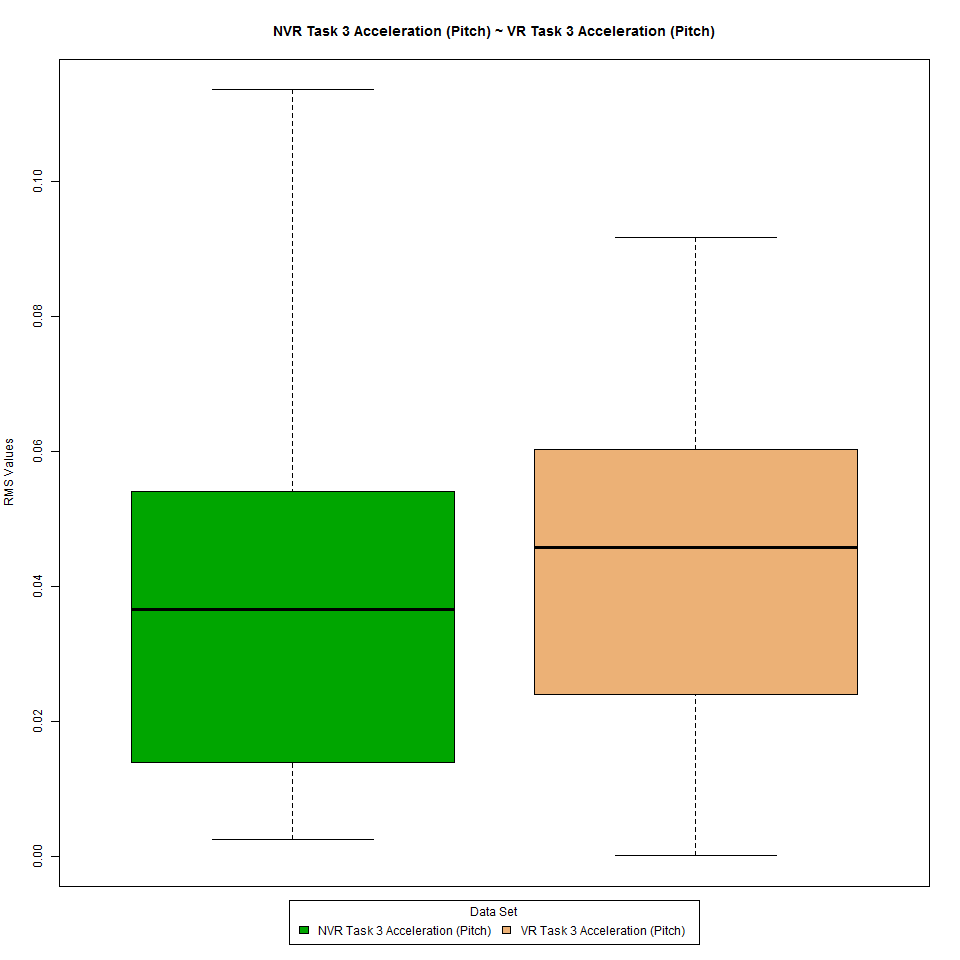 NVR Task 3 Acceleration (Pitch) ~ VR Task 3 Acceleration (Pitch)
0.10
0.08
0.06
0.04
0.02
0.00
RMS Values
Data Set
NVR Task 3 Acceleration (Pitch) VR Task 3 Acceleration (Pitch)